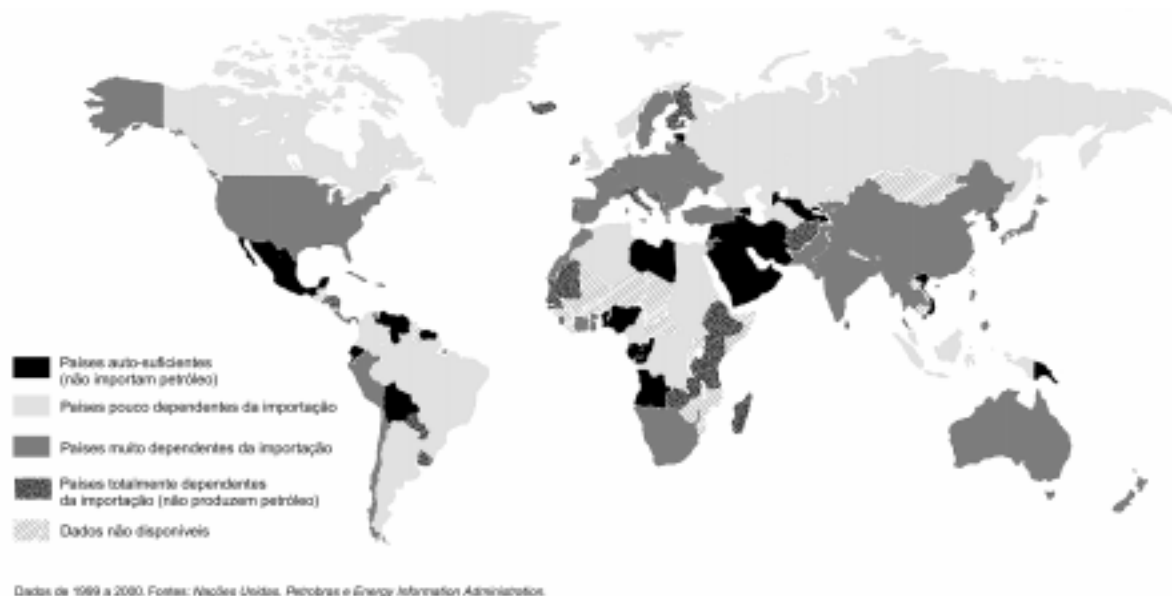 Países auto-suficientes
(não importam petróleo)
Países pouco dependentes da importação
Países muito dependentes da importação
Países totalmente dependentes
da importação (não produzem petróleo)
Dados não disponíveis
Dados de 1999 a 2000. Fontes: Nações Unidas, Petrobras e Energy Information Administration.